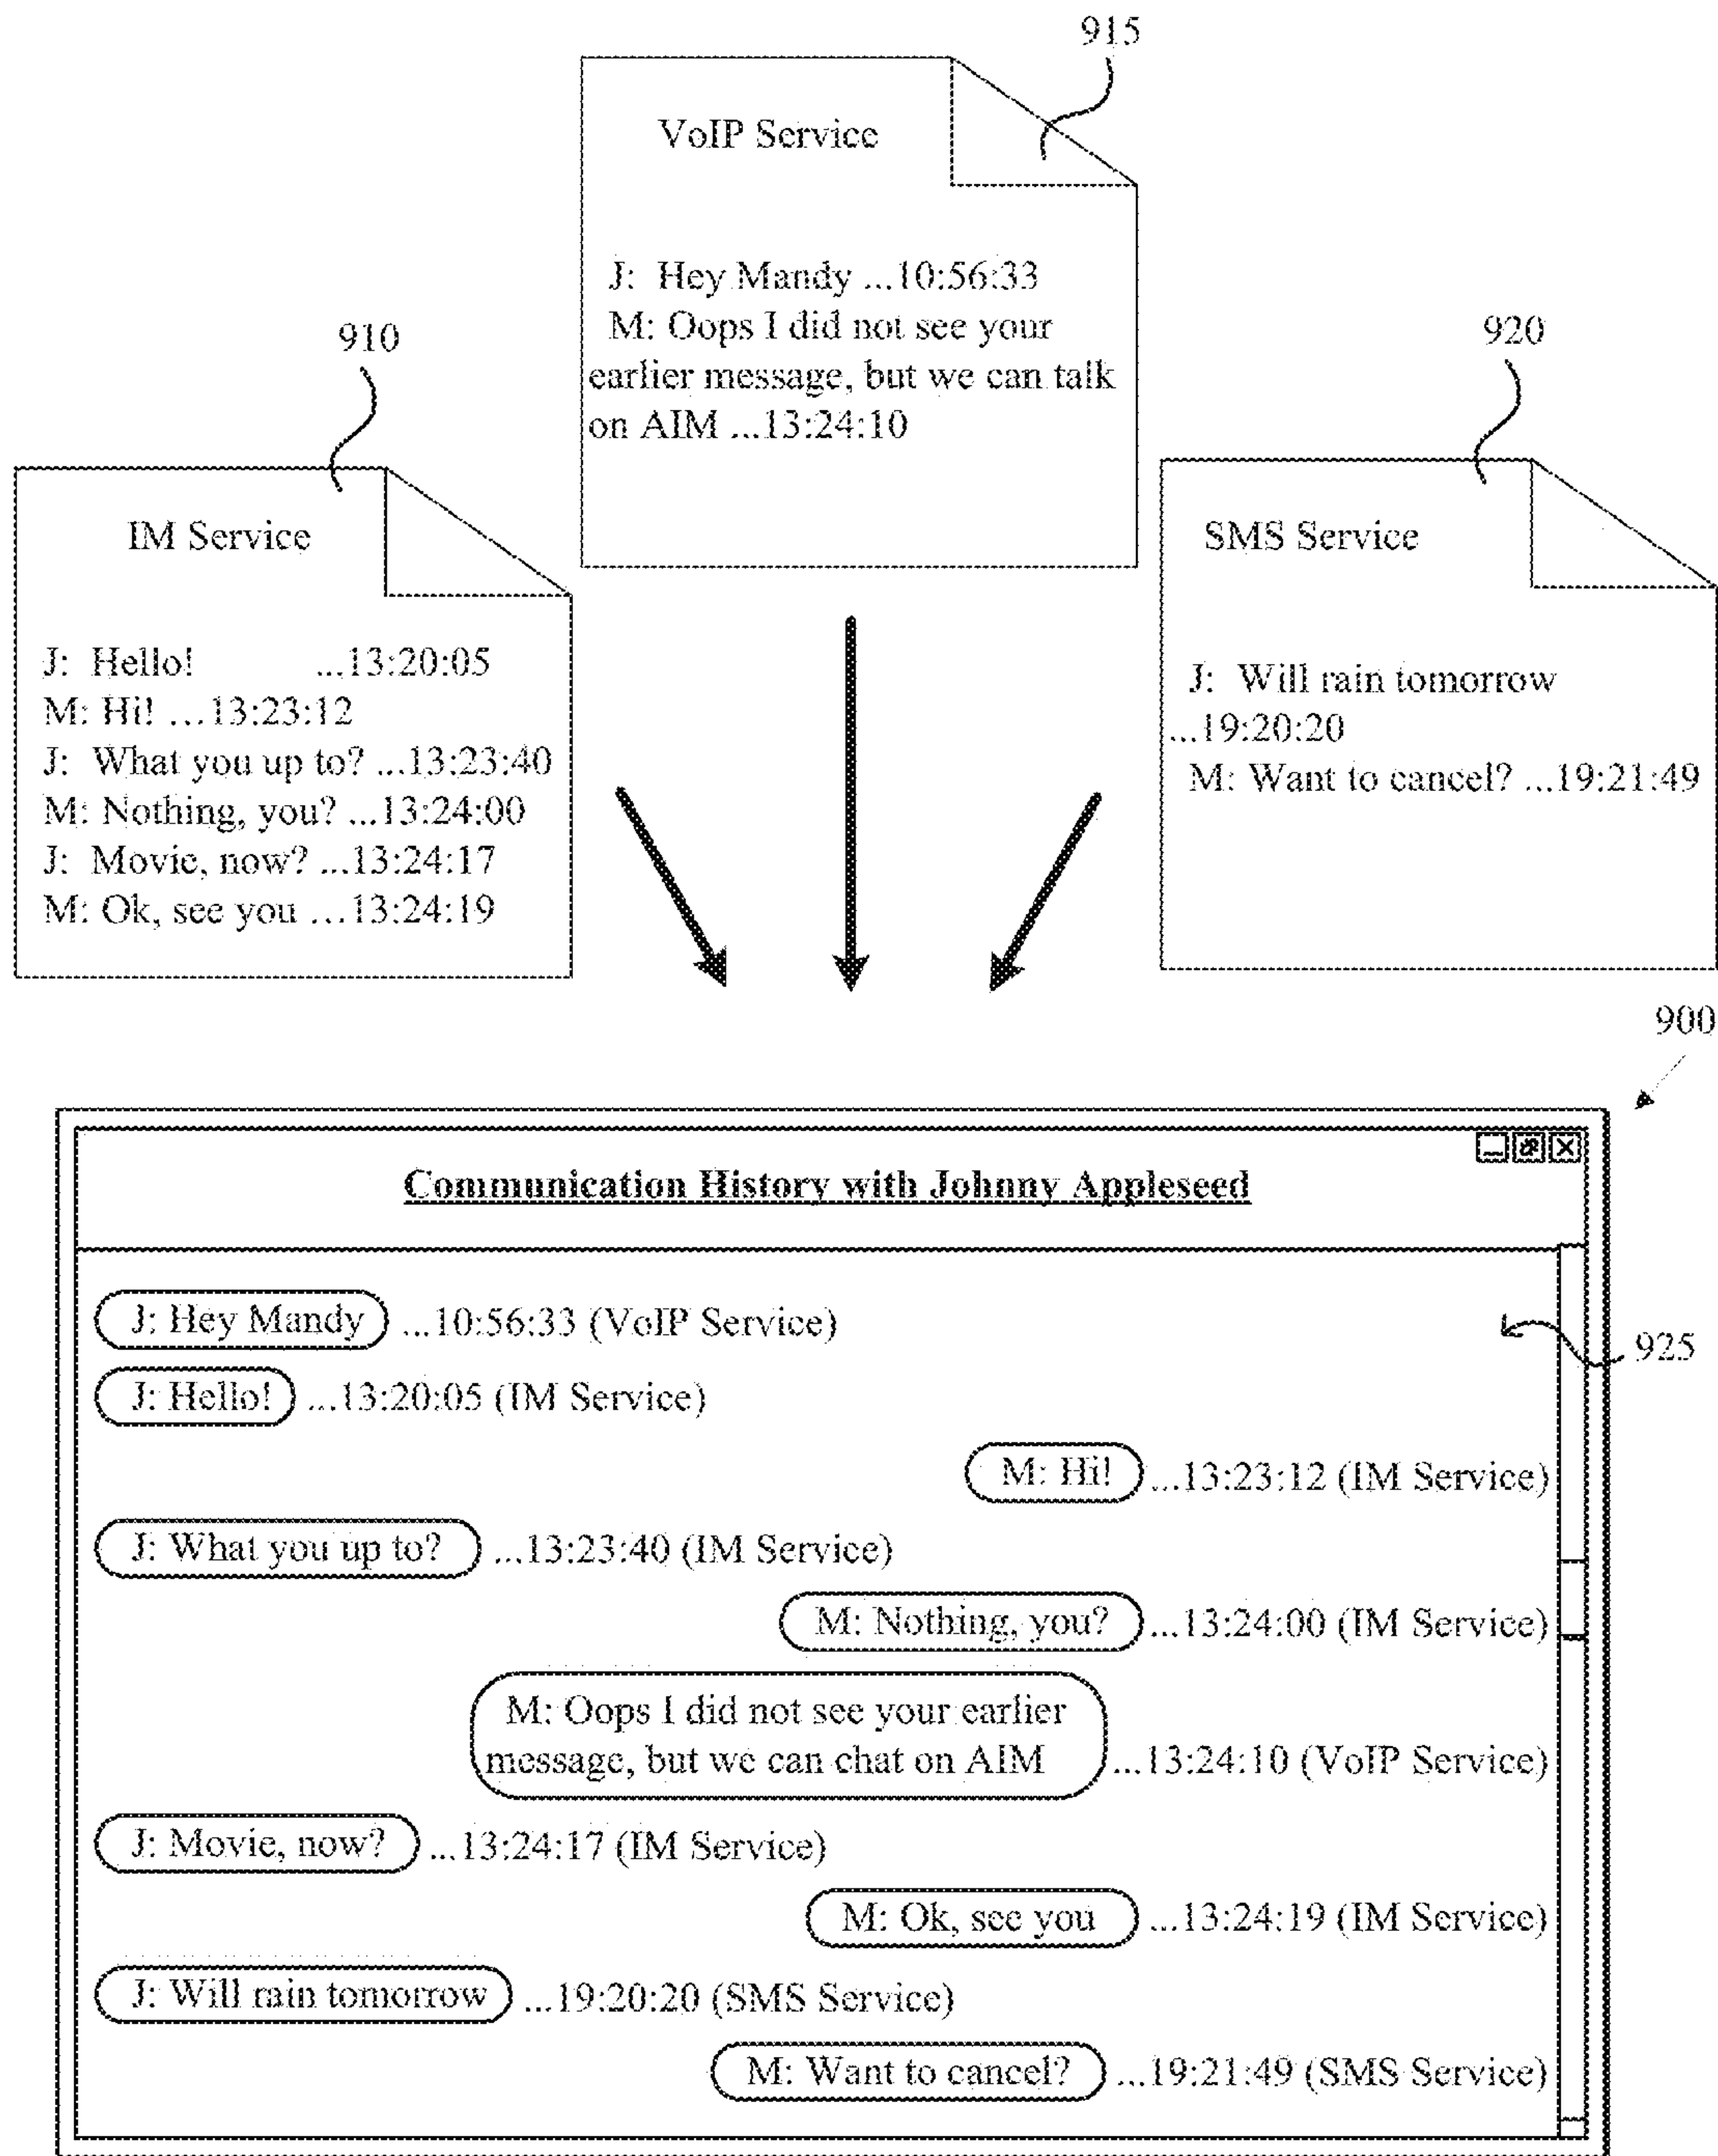 915
VoIP Service
J: Hey Mandy ...10:56:33
M: Oops I did not see your
earlier message, but we can talk
on AIM ...13:24:10
910
IM Service
J: Hello! ...13:20:05
M: Hi! ...13:23:12
J: What you up to? ...13:23:40
M: Nothing, you? ...13:24:00
J: Movie, now? ...13:24:17
M: Ok, see you ...13:24:19
920
SMS Service
J: Will rain tomorrow
...19:20:20
M: Want to cancel? ...19:21:49
900
Communication History with Johnny Appleseed
J: Hey Mandy ...10:56:33 (VoIP Service)
925
J: Hello! ...13:20:05 (IM Service)
M: Hi! ...13:23:12 (IM Service)
J: What you up to? ...13:23:40 (IM Service)
M: Nothing, you? ...13:24:00 (IM Service)
M: Oops I did not see your earlier
message, but we can chat on AIM ...13:24:10 (VoIP Service)
J: Movie, now? ...13:24:17 (IM Service)
M: Ok, see you ...13:24:19 (IM Service)
J: Will rain tomorrow ...19:20:20 (SMS Service)
M: Want to cancel? ...19:21:49 (SMS Service)